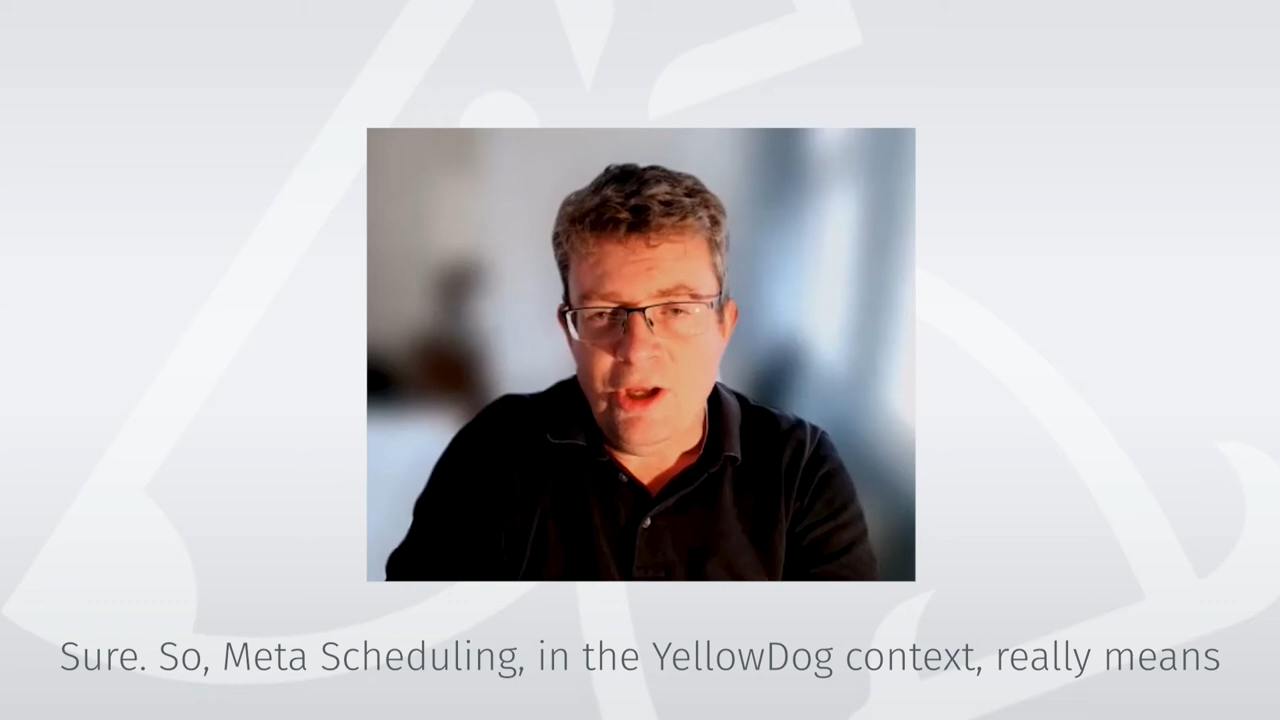 Sure. So, Meta Scheduling, in the YellowDog context, really means